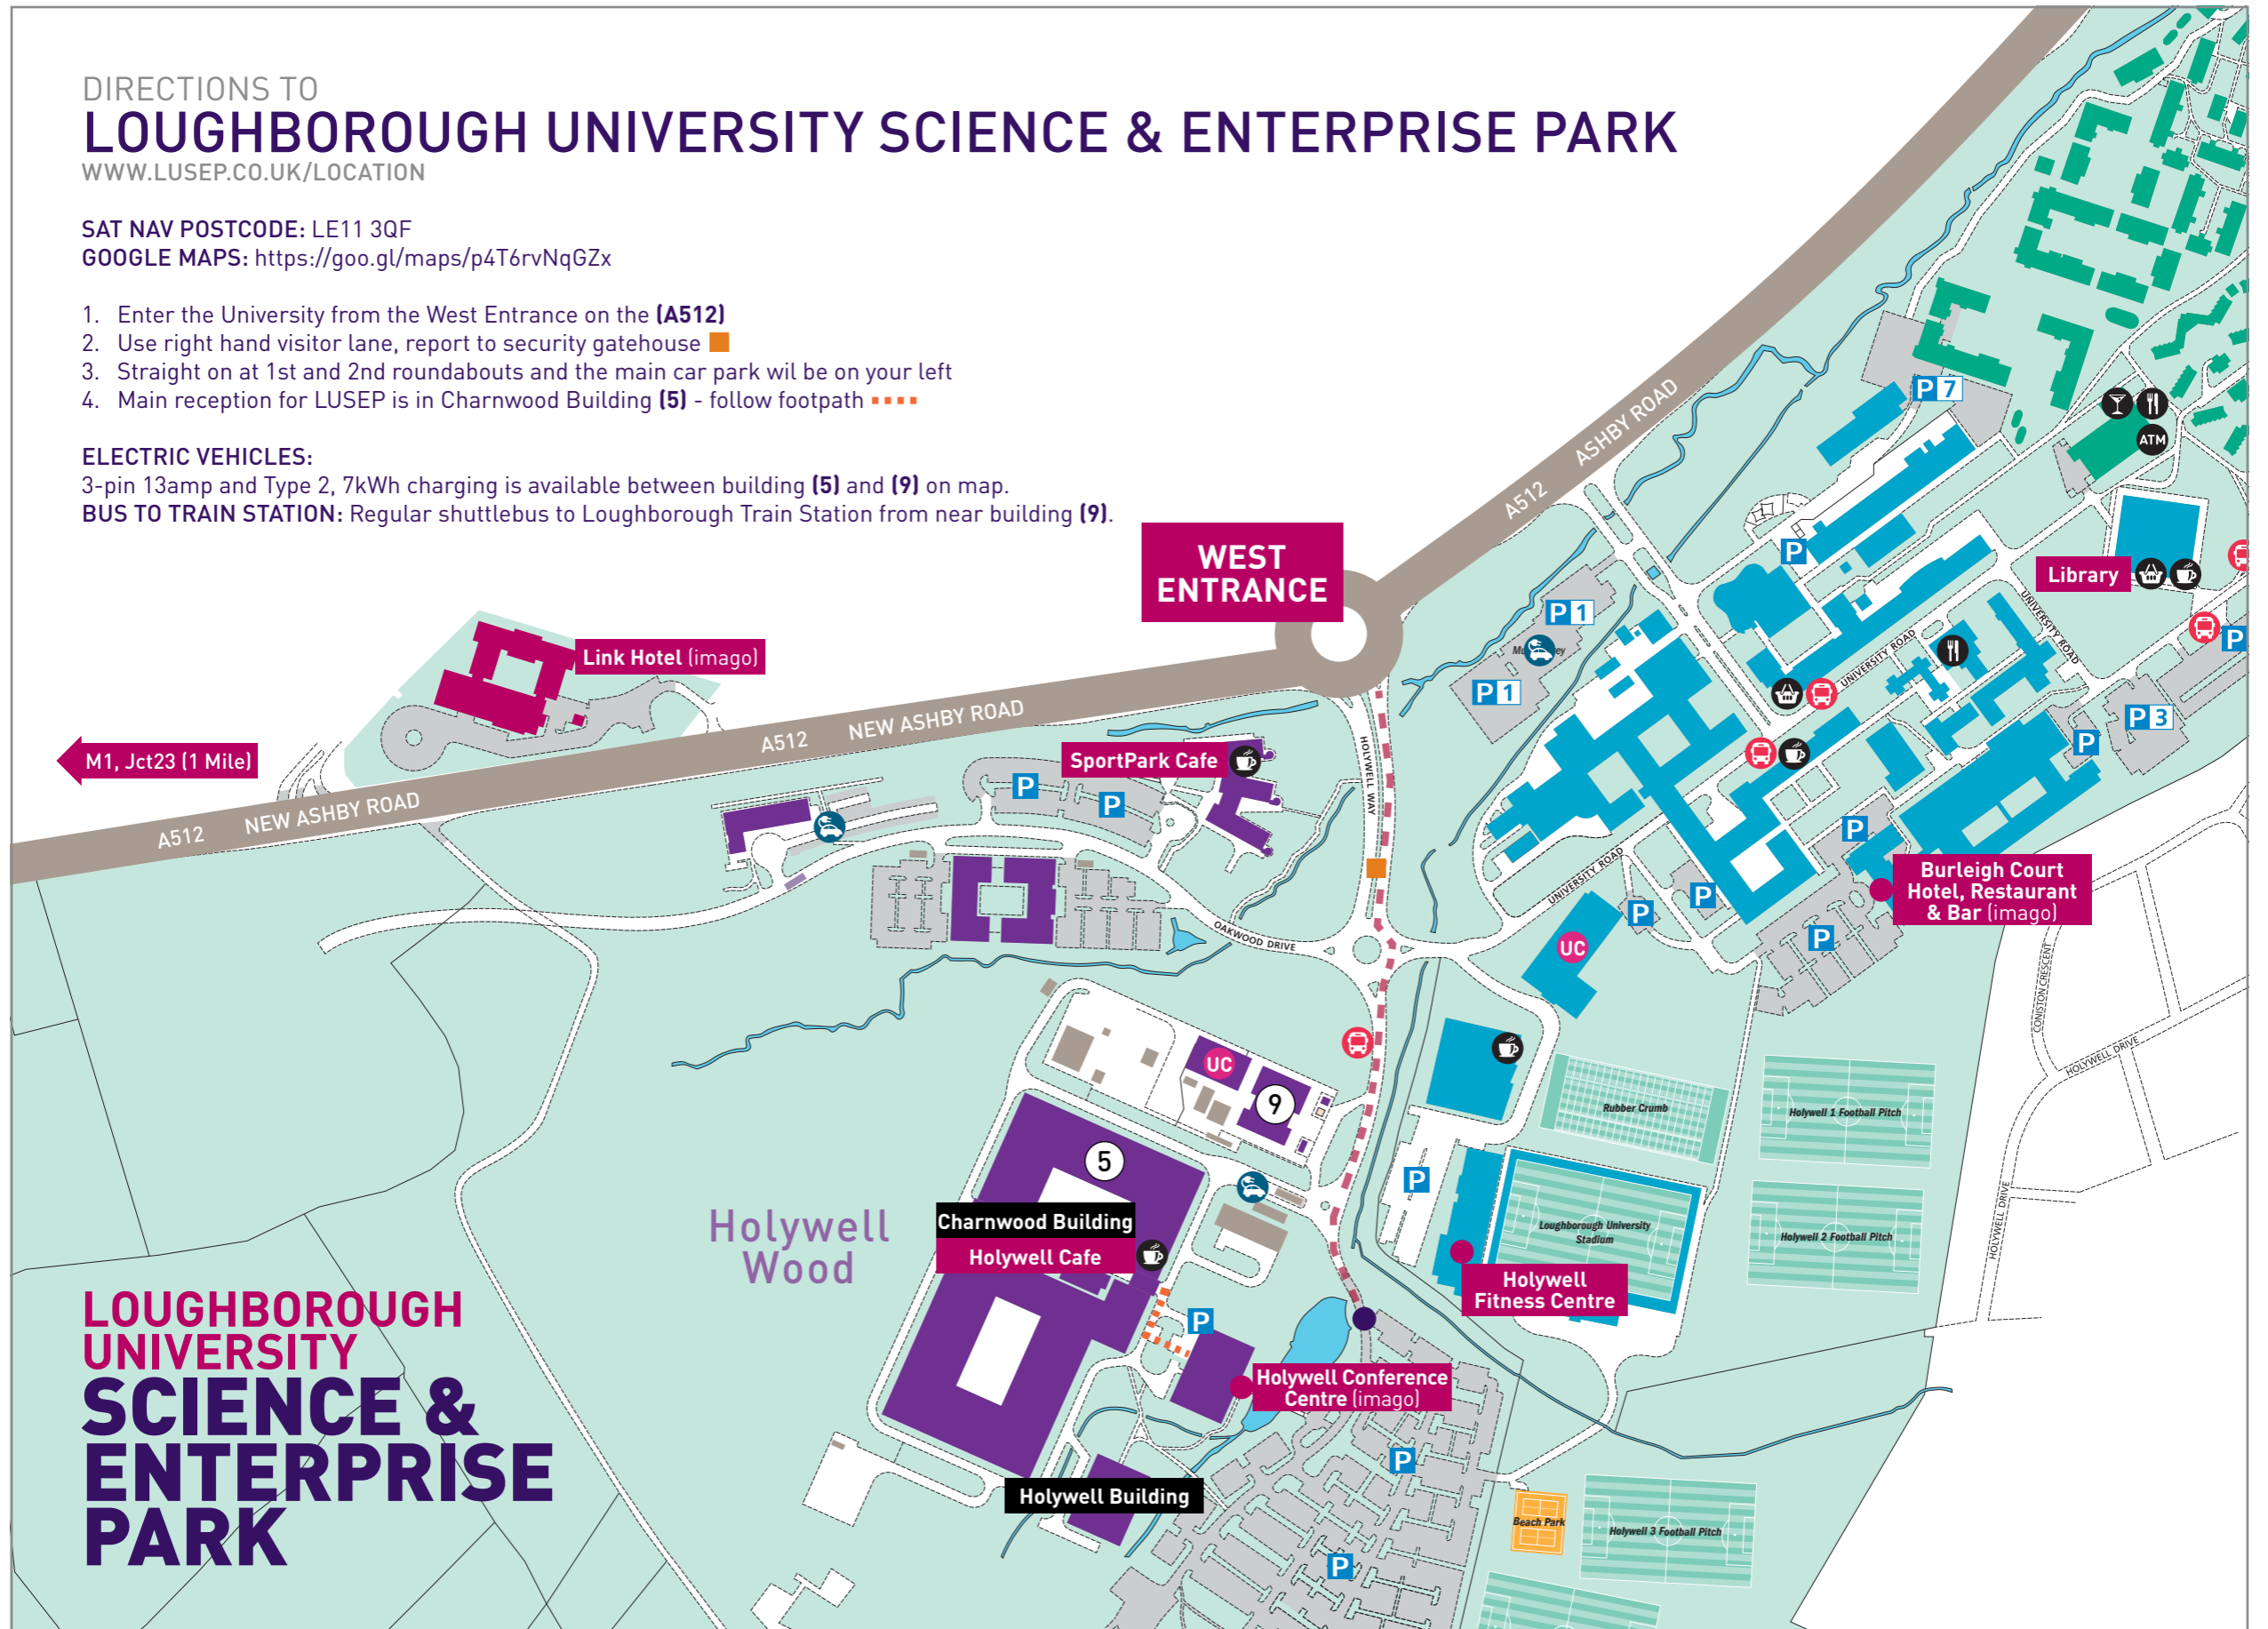 DIRECTIONS TO
LOUGHBOROUGH UNIVERSITY SCIENCE & ENTERPRISE PARK
WWW.LUSEP.CO.UK/LOCATION
SAT NAV POSTCODE: LE11 3QF
GOOGLE MAPS: https://goo.gl/maps/p4T6rvNqGZx
1. Enter the University from the West Entrance on the (A512)
2. Use right hand visitor lane, report to security gatehouse
3. Straight on at 1st and 2nd roundabouts and the main car park wil be on your left
4. Main reception for LUSEP is in Charnwood Building (5) - follow footpath
ELECTRIC VEHICLES:
3-pin 13amp and Type 2, 7kWh charging is available between building (5) and (9) on map.
BUS TO TRAIN STATION: Regular shuttlebus to Loughborough Train Station from near building (9).
WEST
ENTRANCE
A512
ASHBY ROAD
P 7
ATM
P
Library
P 1
P 1
UNIVERSITY ROAD
UNIVERSITY ROAD
P
P 3
P
Link Hotel (imago)
M1, Jct23 (1 Mile)
A512 NEW ASHBY ROAD
A512 NEW ASHBY ROAD
SportPark Cafe
P
P
HOLYWELL WAY
P
Burleigh Court
Hotel, Restaurant
& Bar (imago)
UNIVERSITY ROAD
P
P
P
UC
OAKWOOD DRIVE
CONISTON CRESCENT
HOLYWELL DRIVE
HOLYWELL DRIVE
UC
9
5
Rubber Crumb
Holywell 1 Football Pitch
Holywell 2 Football Pitch
Loughborough University
Stadium
P
Holywell
Wood
Charnwood Building
Holywell Cafe
Holywell
Fitness Centre
P
Holywell Conference
Centre (imago)
P
Holywell Building
Beach Park
Holywell 3 Football Pitch
P
LOUGHBOROUGH
UNIVERSITY
SCIENCE &
ENTERPRISE
PARK